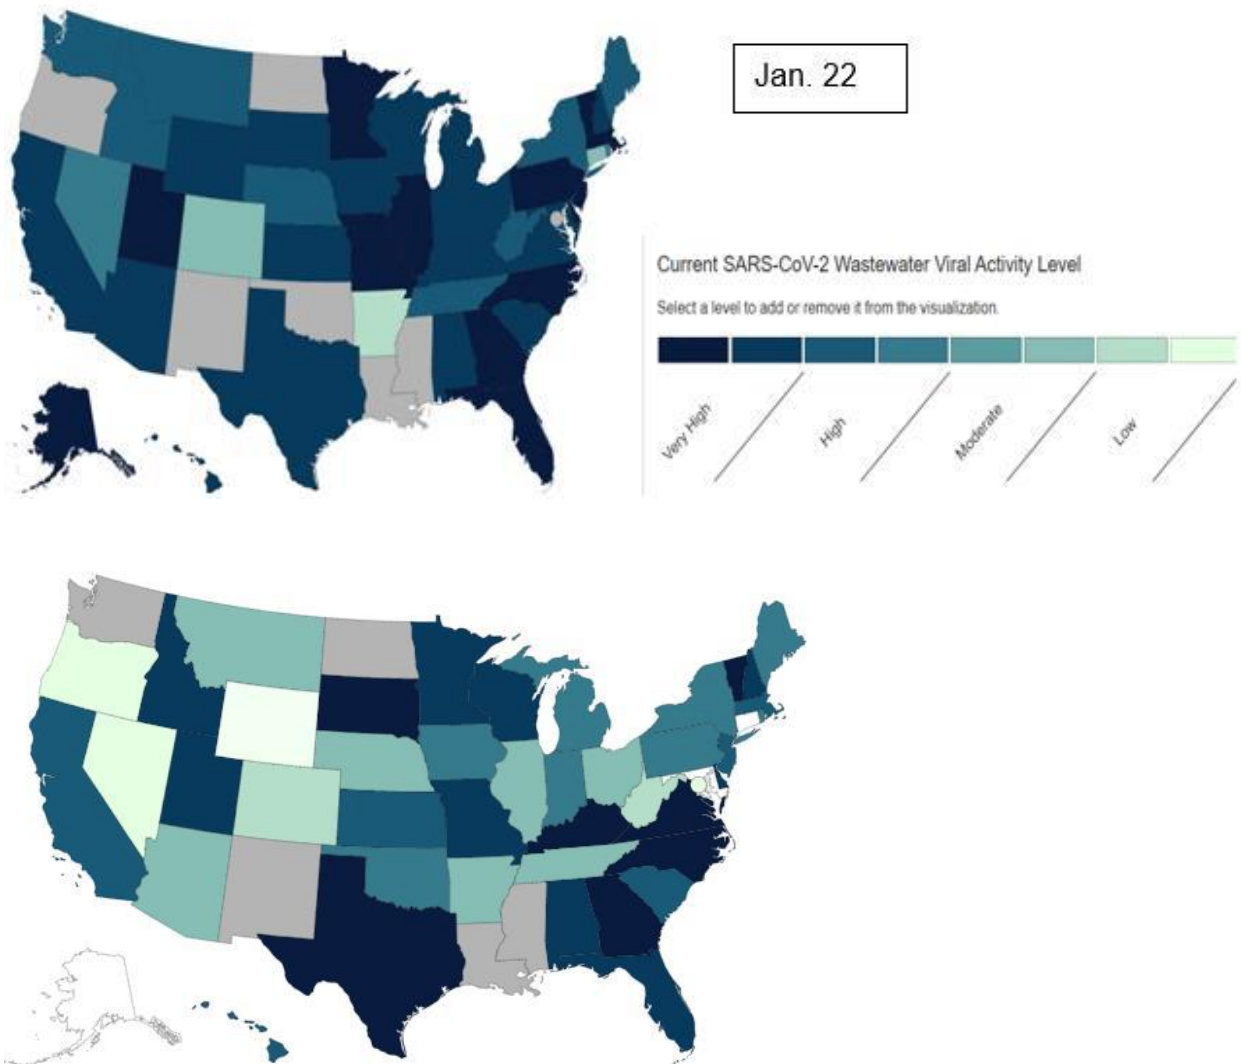 Jan. 22
Current SARS-CoV-2 Wastewater Viral Activity Level
Select a level to add or remove it from the visualization.
Very High
High
Moderate
Low